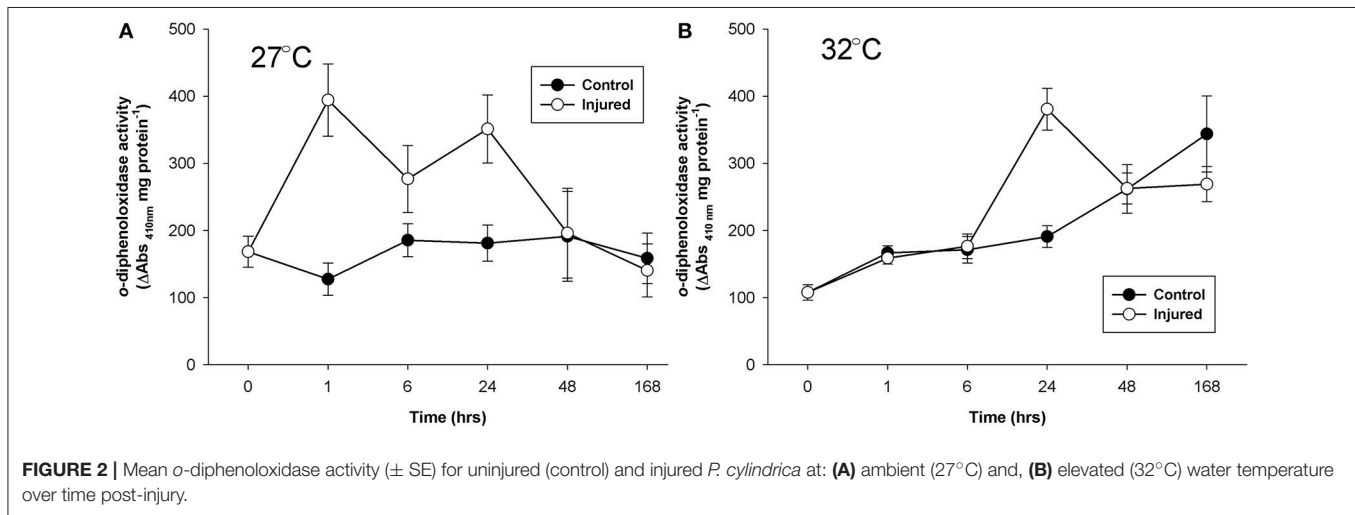 A
27°C
Control
Injured
500
400
300
200
100
0
o-diphenoloxidase activity
(ΔAbs 410nm mg protein-1)
0 1 6 24 48 168
Time (hrs)
B
32°C
500
400
300
200
100
0
o-diphenoloxidase activity
(ΔAbs 410 nm mg protein-1)
Control
Injured
0 1 6 24 48 168
Time (hrs)
FIGURE 2 | Mean o-diphenoloxidase activity (± SE) for uninjured (control) and injured P. cylindrica at: (A) ambient (27°C) and, (B) elevated (32°C) water temperature
over time post-injury.